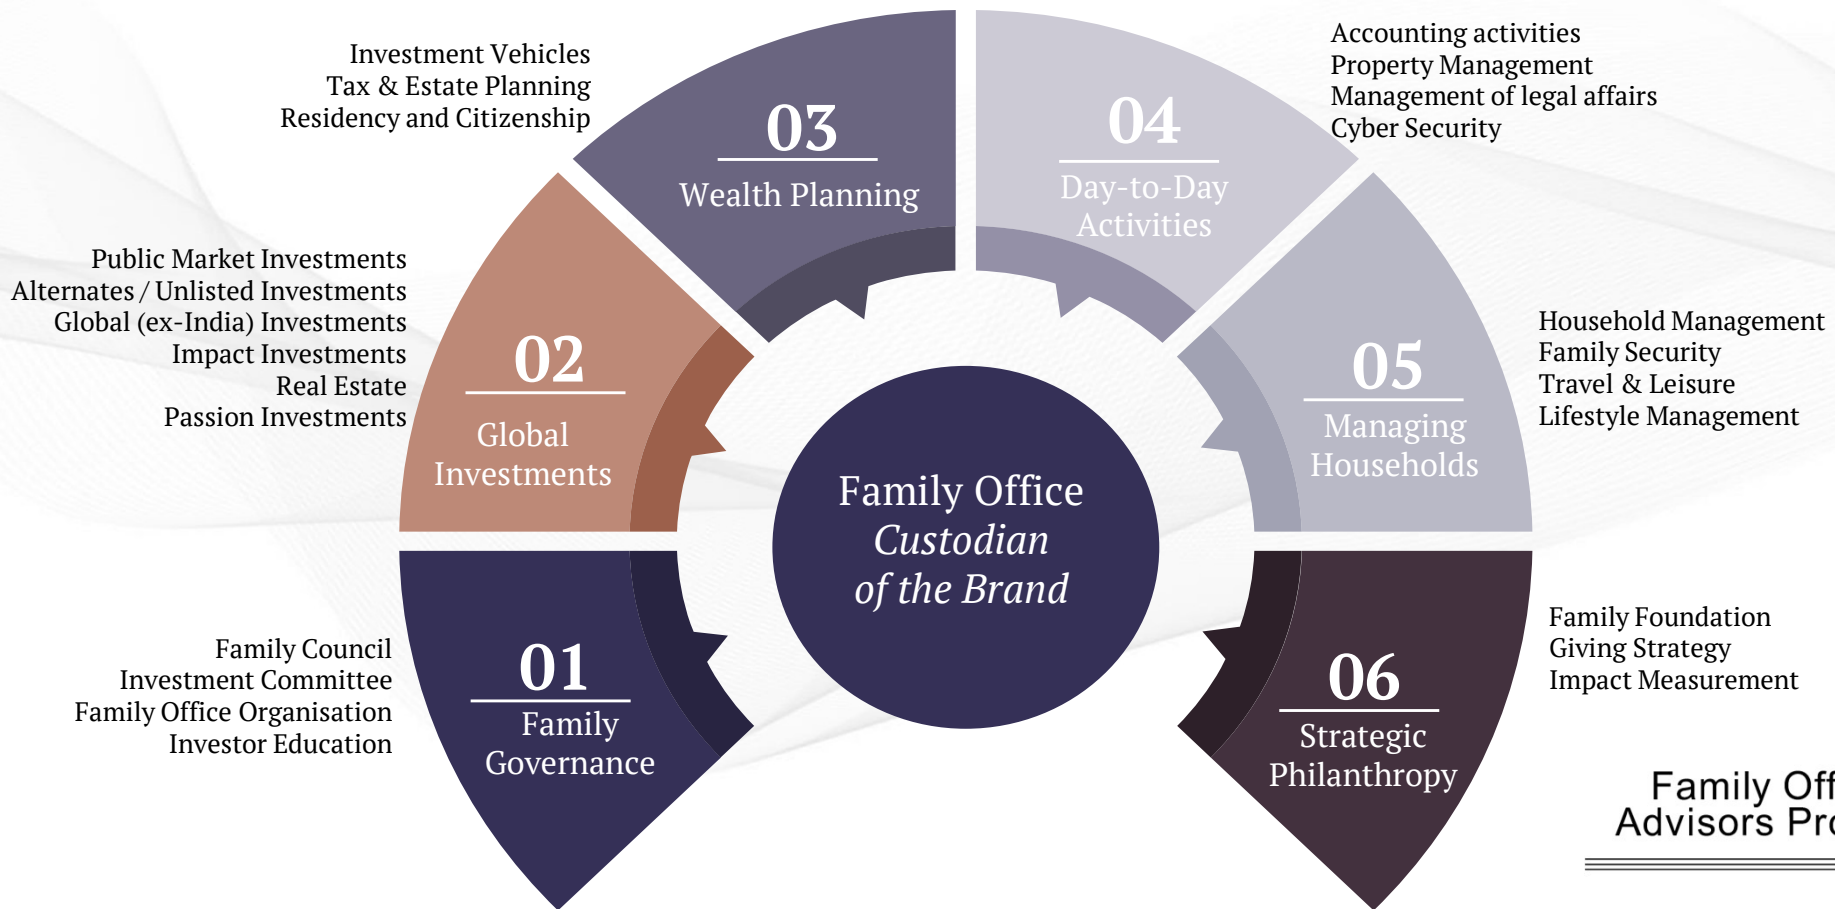 Investment Vehicles
Tax & Estate Planning
Residency and Citizenship
03
Wealth Planning
04
Day-to-Day
Activities
Accounting activities
Property Management
Management of legal affairs
Cyber Security
Public Market Investments
Alternates / Unlisted Investments
Global (ex-India) Investments
Impact Investments
Real Estate
Passion Investments
02
Global
Investments
05
Managing
Households
Household Management
Family Security
Travel & Leisure
Lifestyle Management
Family Office
Custodian
of the Brand
Family Council
Investment Committee
Family Office Organisation
Investor Education
01
Family
Governance
06
Strategic
Philanthropy
Family Foundation
Giving Strategy
Impact Measurement
Family
Advisors